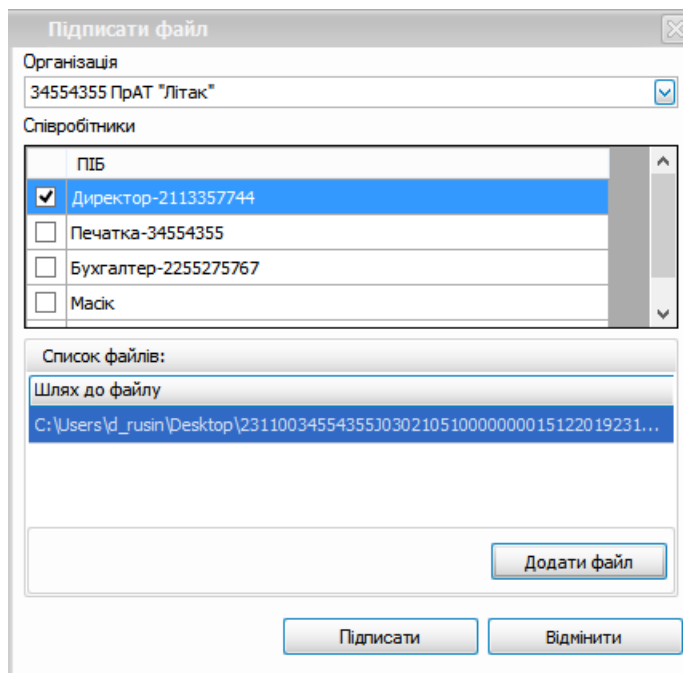 Підписати файл
Організація
34554355 ПрАТ "Літак"
Співробітники
ПІБ
Директор-2113357744
Печатка-34554355
Бухгалтер-2255275767
Масік
Список файлів:
Шлях до файлу
C:\Users\d_rusin\Desktop\23110034554355J0302105100000000015122019231...
Додати файл
Підписати
Відмінити